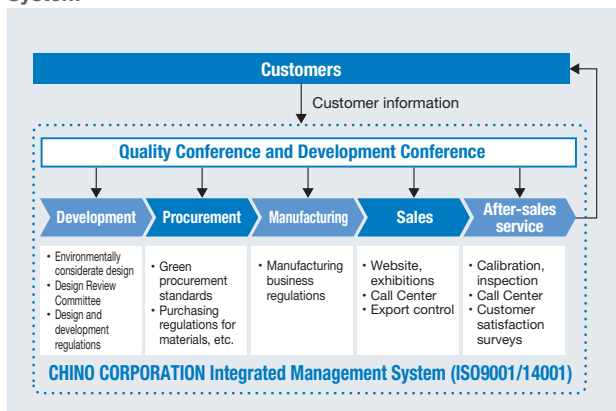 System
Customers
Customer information
Quality Conference and Development Conference
Development
Procurement
Manufacturing
Sales
After-sales
service
• Environmentally
considerate design
• Design Review
Committee
• Design and
development
regulations
• Green
procurement
standards
• Purchasing
regulations for
materials, etc.
• Manufacturing
business
regulations
• Website,
exhibitions
• Call Center
• Export control
• Calibration,
inspection
• Call Center
• Customer
satisfaction
surveys
CHINO CORPORATION Integrated Management System (ISO9001/14001)